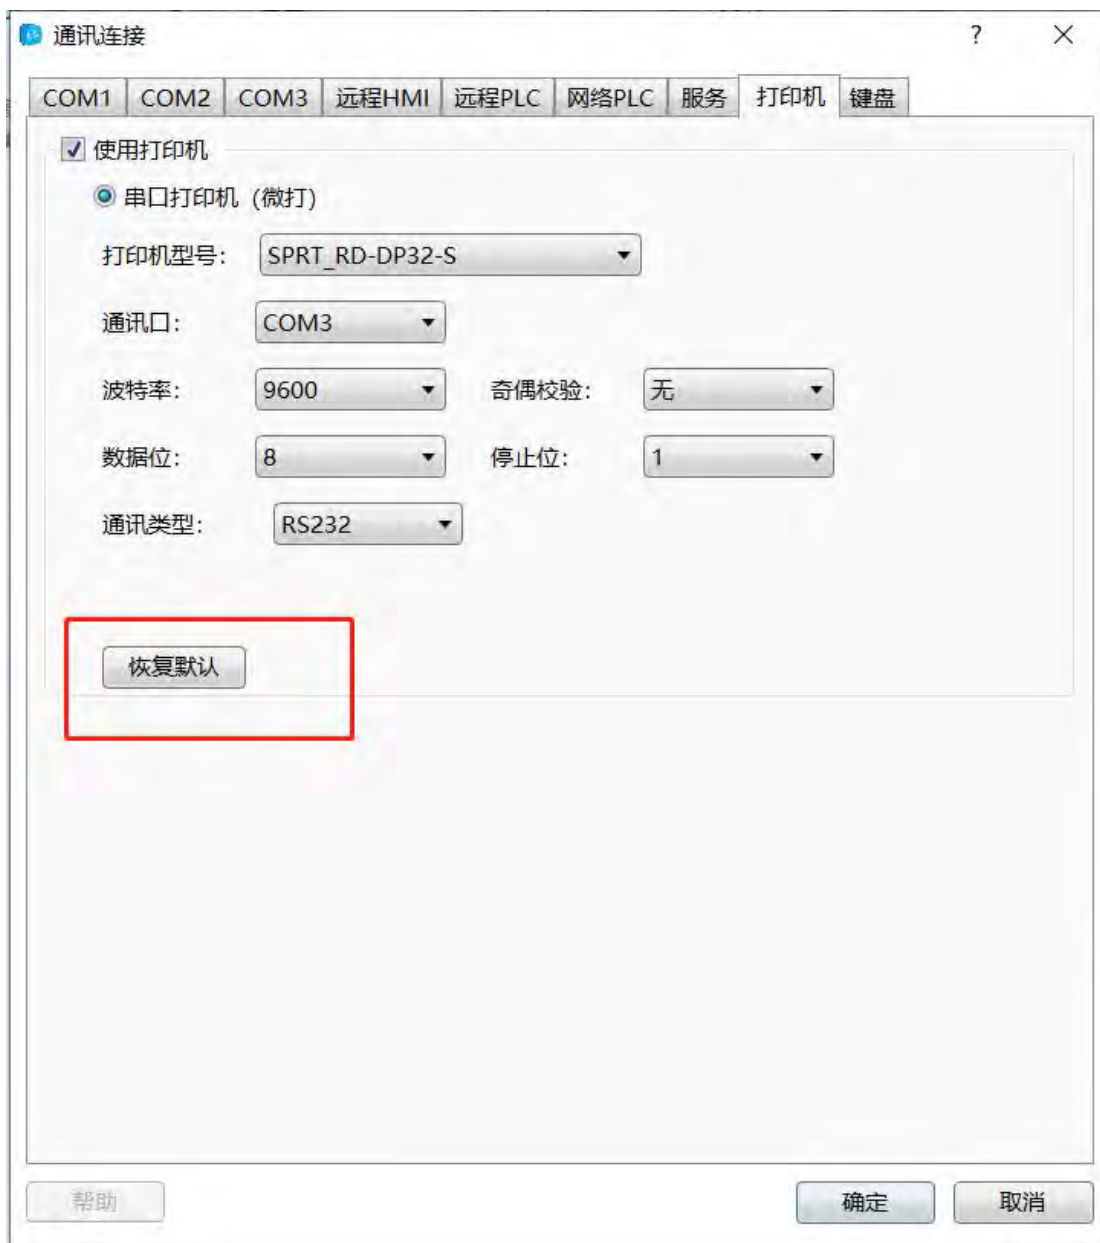 通讯连接 ?
COM1 COM2 COM3 远程HMI 远程PLC 网络PLC 服务 打印机 键盘
使用打印机
串口打印机 (微打)
打印机型号: SPRT_RD-DP32-S
通讯口: COM3
波特率: 9600 奇偶校验: 无
数据位: 8 停止位: 1
通讯类型: RS232
恢复默认
帮助 确定 取消